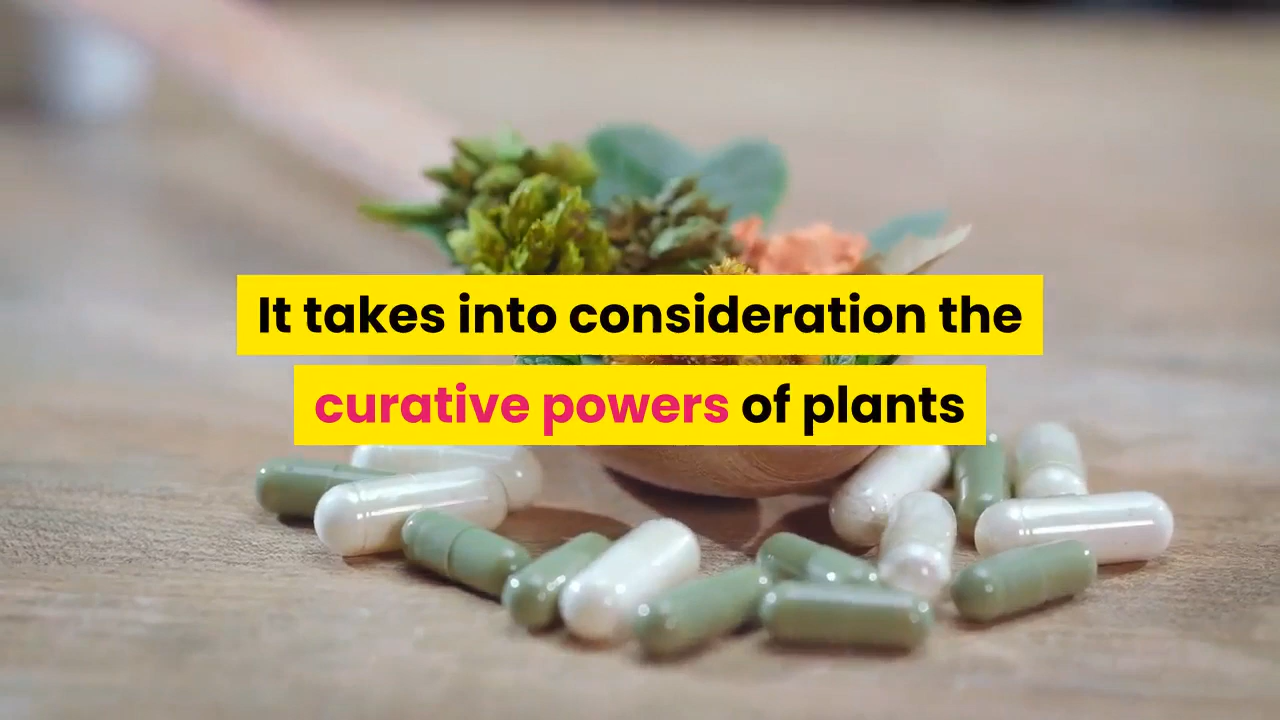 It takes into consideration the
curative powers of plants